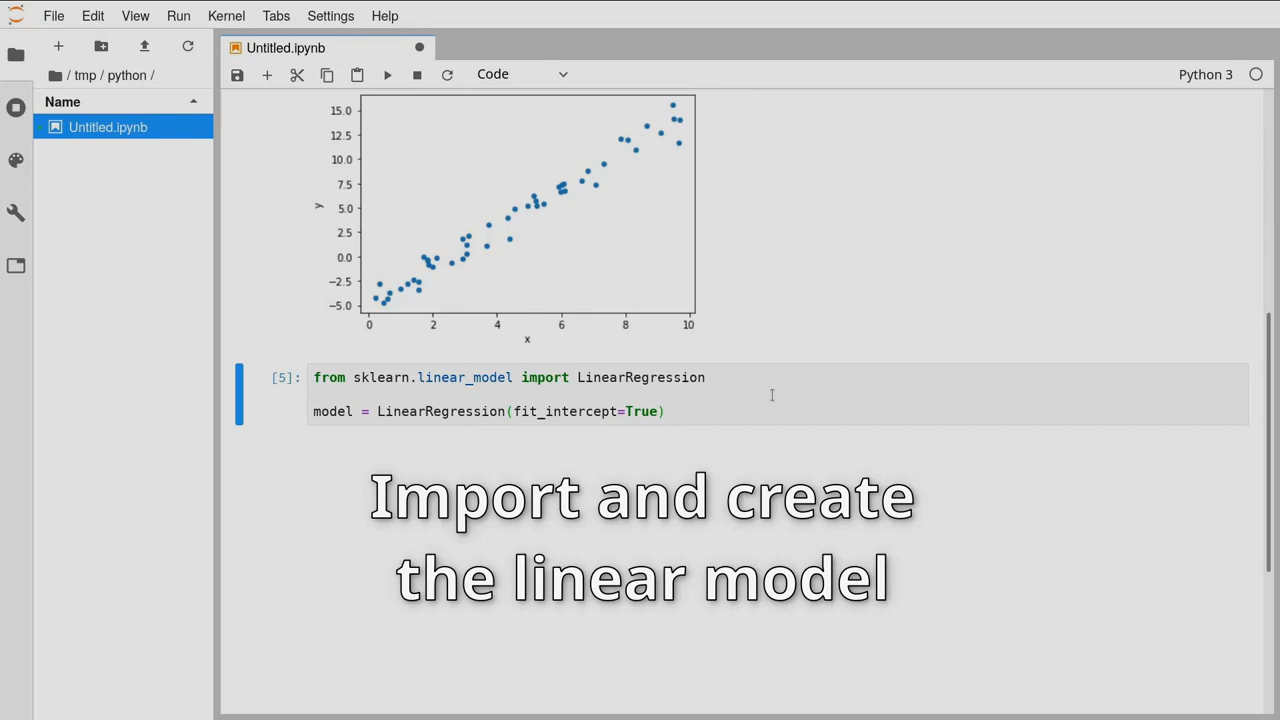 File Edit View Run Kernel Tabs Settings Help
/ tmp / python /
Name
Untitled.ipynb
Untitled.ipynb
Code
Python 3
15.0
12.5
10.0
7.5
5.0
2.5
0.0
−2.5
−5.0
y
0 2 4 6 8 10
x
[5]: from sklearn.linear_model import LinearRegression
model = LinearRegression(fit_intercept=True)
Import and create
the linear model